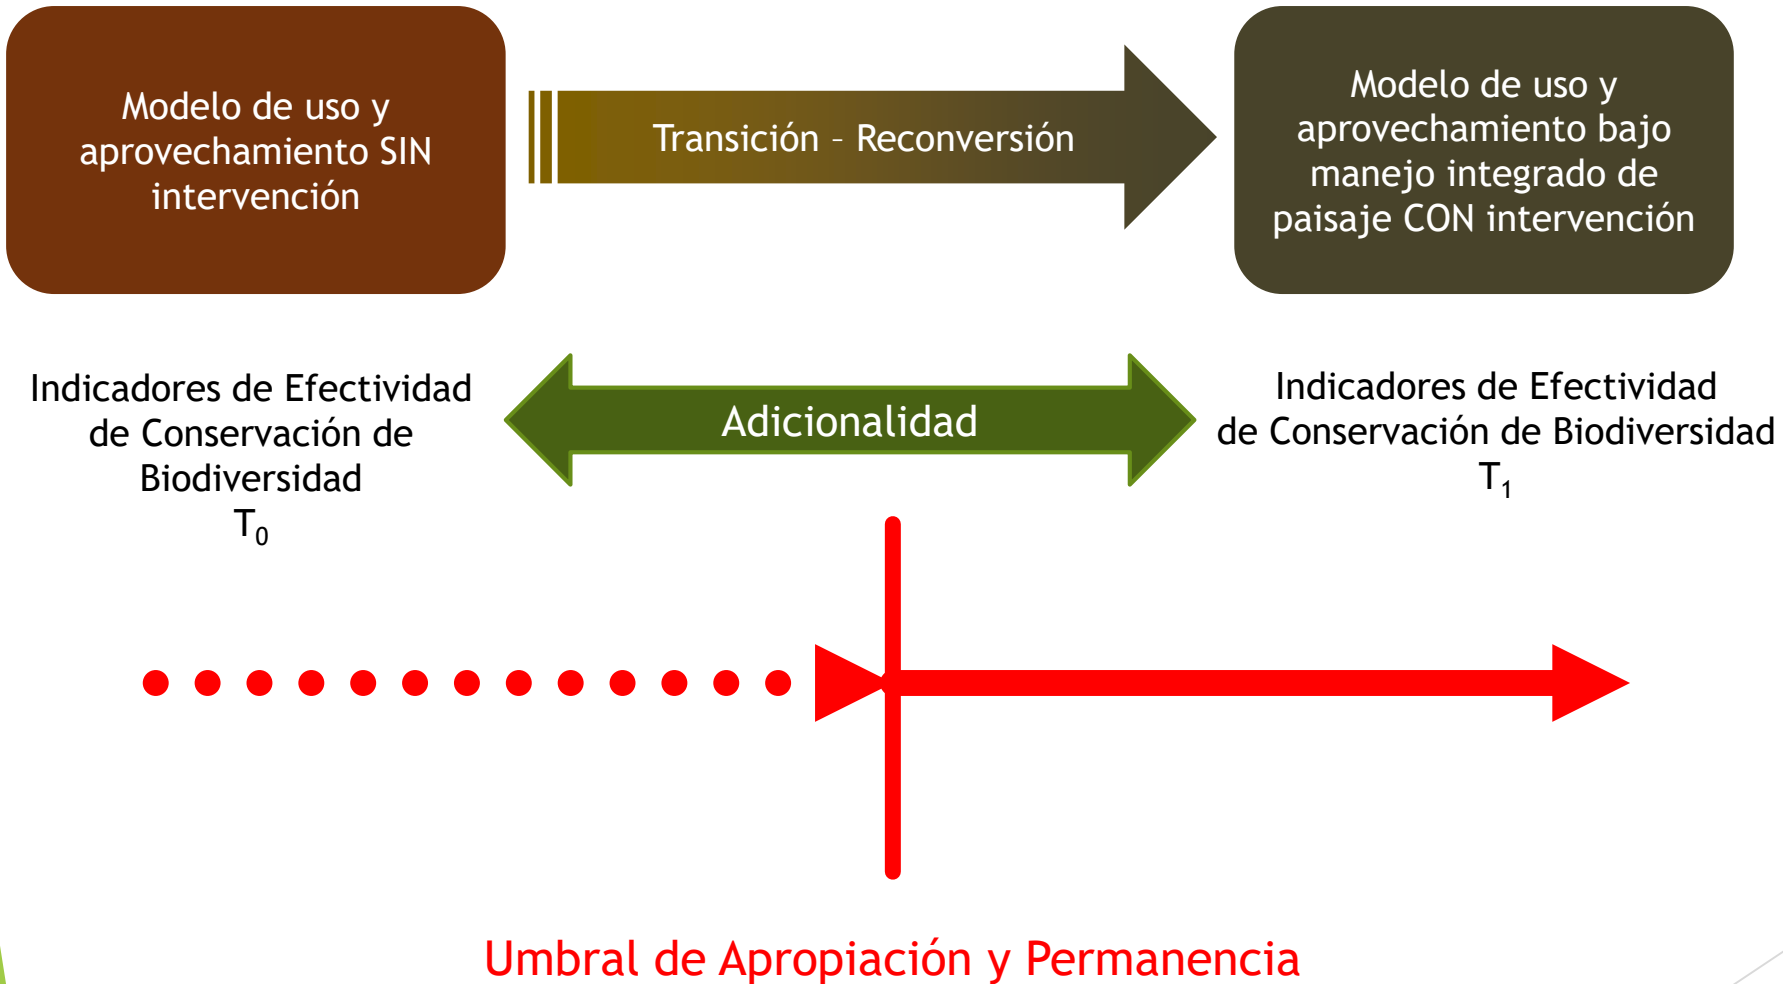 Modelo de uso y
aprovechamiento SIN
intervención
Transición – Reconversión
Modelo de uso y
aprovechamiento bajo
manejo integrado de
paisaje CON intervención
Indicadores de Efectividad
de Conservación de
Biodiversidad
T₀
Adicionalidad
Indicadores de Efectividad
de Conservación de Biodiversidad
T₁
Umbral de Apropiación y Permanencia